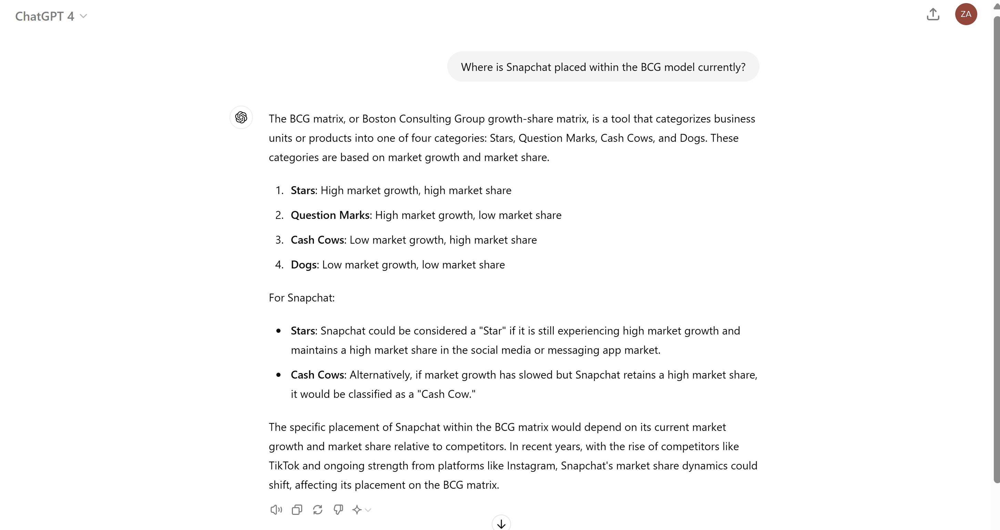 ChatGPT 4
ZA
Where is Snapchat placed within the BCG model currently?
The BCG matrix, or Boston Consulting Group growth-share matrix, is a tool that categorizes business
units or products into one of four categories: Stars, Question Marks, Cash Cows, and Dogs. These
categories are based on market growth and market share.
1. Stars: High market growth, high market share
2. Question Marks: High market growth, low market share
3. Cash Cows: Low market growth, high market share
4. Dogs: Low market growth, low market share
For Snapchat:
• Stars: Snapchat could be considered a "Star" if it is still experiencing high market growth and
maintains a high market share in the social media or messaging app market.
• Cash Cows: Alternatively, if market growth has slowed but Snapchat retains a high market share,
it would be classified as a "Cash Cow."
The specific placement of Snapchat within the BCG matrix would depend on its current market
growth and market share relative to competitors. In recent years, with the rise of competitors like
TikTok and ongoing strength from platforms like Instagram, Snapchat's market share dynamics could
shift, affecting its placement on the BCG matrix.